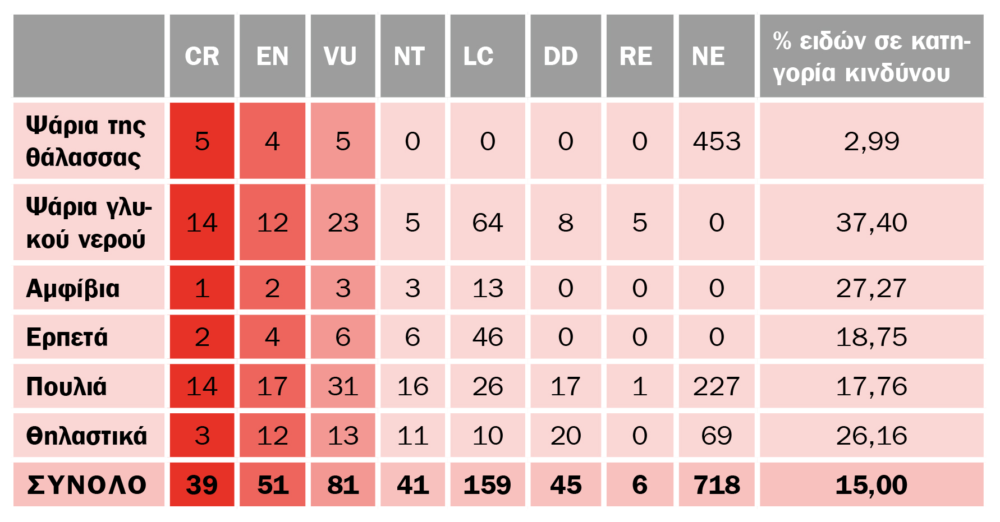 CR EN VU NT LC DD RE NE % ειδών σε κατη-
γορία κινδύνου
Ψάρια της
θάλασσας 5 4 5 0 0 0 0 453 2,99
Ψάρια γλυ-
κού νερού 14 12 23 5 64 8 5 0 37,40
Αμφίβια 1 2 3 3 13 0 0 0 27,27
Ερπετά 2 4 6 6 46 0 0 0 18,75
Πουλιά 14 17 31 16 26 17 1 227 17,76
Θηλαστικά 3 12 13 11 10 20 0 69 26,16
ΣΥΝΟΛΟ 39 51 81 41 159 45 6 718 15,00